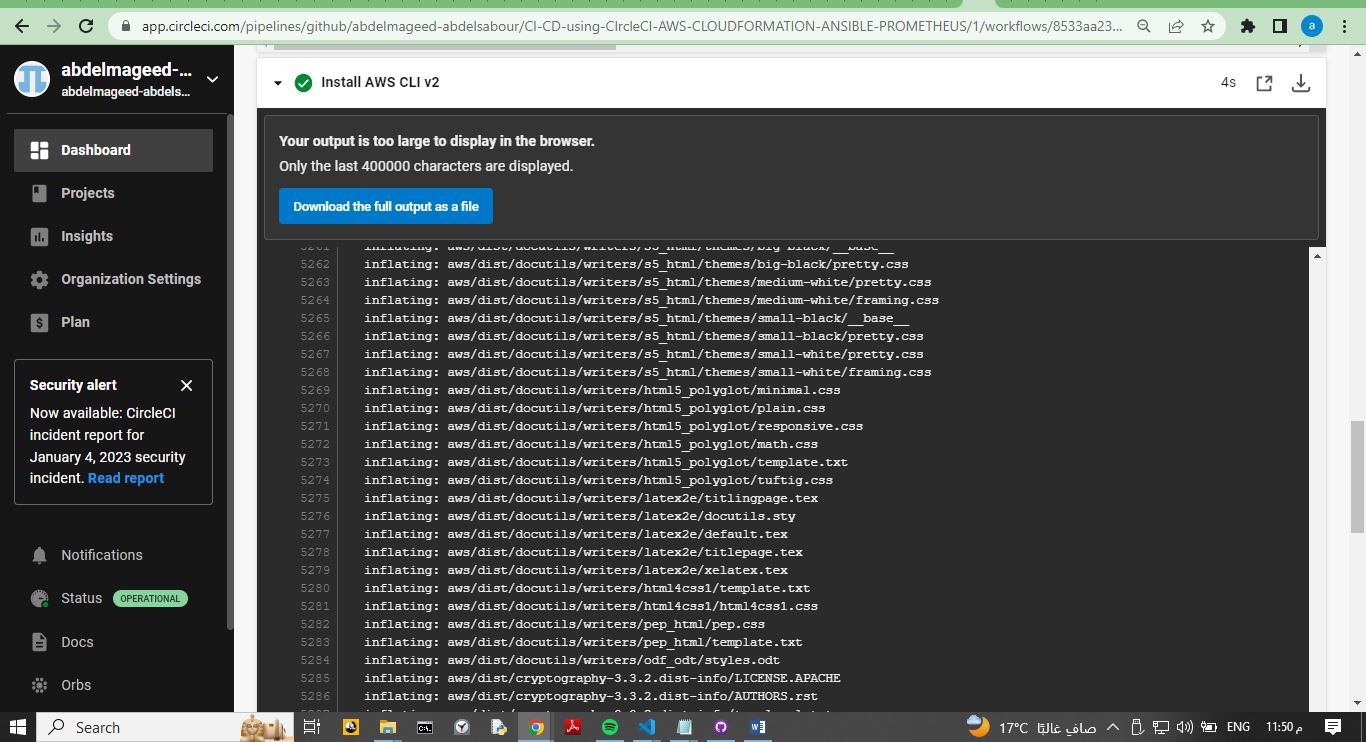 app.circleci.com/pipelines/github/abdelmageed-abdelsabour/CI-CD-using-CIrcleCI-AWS-CLOUDFORMATION-ANSIBLE-PROMETHEUS/1/workflows/8533aa23...
a
abdelmageed-...
abdelmageed-abdels...
Dashboard
Projects
Insights
Organization Settings
Plan
Security alert
Now available: CircleCI
incident report for
January 4, 2023 security
incident. Read report
Notifications
Status OPERATIONAL
Docs
Orbs
Install AWS CLI v2
4s
Your output is too large to display in the browser.
Only the last 400000 characters are displayed.
Download the full output as a file
5261 inflating: aws/dist/docutils/writers/s5_html/themes/big-black/__base__
5262 inflating: aws/dist/docutils/writers/s5_html/themes/big-black/pretty.css
5263 inflating: aws/dist/docutils/writers/s5_html/themes/medium-white/pretty.css
5264 inflating: aws/dist/docutils/writers/s5_html/themes/medium-white/framing.css
5265 inflating: aws/dist/docutils/writers/s5_html/themes/small-black/__base__
5266 inflating: aws/dist/docutils/writers/s5_html/themes/small-black/pretty.css
5267 inflating: aws/dist/docutils/writers/s5_html/themes/small-white/pretty.css
5268 inflating: aws/dist/docutils/writers/s5_html/themes/small-white/framing.css
5269 inflating: aws/dist/docutils/writers/html5_polyglot/minimal.css
5270 inflating: aws/dist/docutils/writers/html5_polyglot/plain.css
5271 inflating: aws/dist/docutils/writers/html5_polyglot/responsive.css
5272 inflating: aws/dist/docutils/writers/html5_polyglot/math.css
5273 inflating: aws/dist/docutils/writers/html5_polyglot/template.txt
5274 inflating: aws/dist/docutils/writers/html5_polyglot/tuftig.css
5275 inflating: aws/dist/docutils/writers/latex2e/titlingpage.tex
5276 inflating: aws/dist/docutils/writers/latex2e/docutils.sty
5277 inflating: aws/dist/docutils/writers/latex2e/default.tex
5278 inflating: aws/dist/docutils/writers/latex2e/titlepage.tex
5279 inflating: aws/dist/docutils/writers/latex2e/xelatex.tex
5280 inflating: aws/dist/docutils/writers/html4css1/template.txt
5281 inflating: aws/dist/docutils/writers/html4css1/html4css1.css
5282 inflating: aws/dist/docutils/writers/pep_html/pep.css
5283 inflating: aws/dist/docutils/writers/pep_html/template.txt
5284 inflating: aws/dist/docutils/writers/odf_odt/styles.odt
5285 inflating: aws/dist/cryptography-3.3.2.dist-info/LICENSE.APACHE
5286 inflating: aws/dist/cryptography-3.3.2.dist-info/AUTHORS.rst
Search
17°C صافٍ غالبًا
ENG
11:50 م